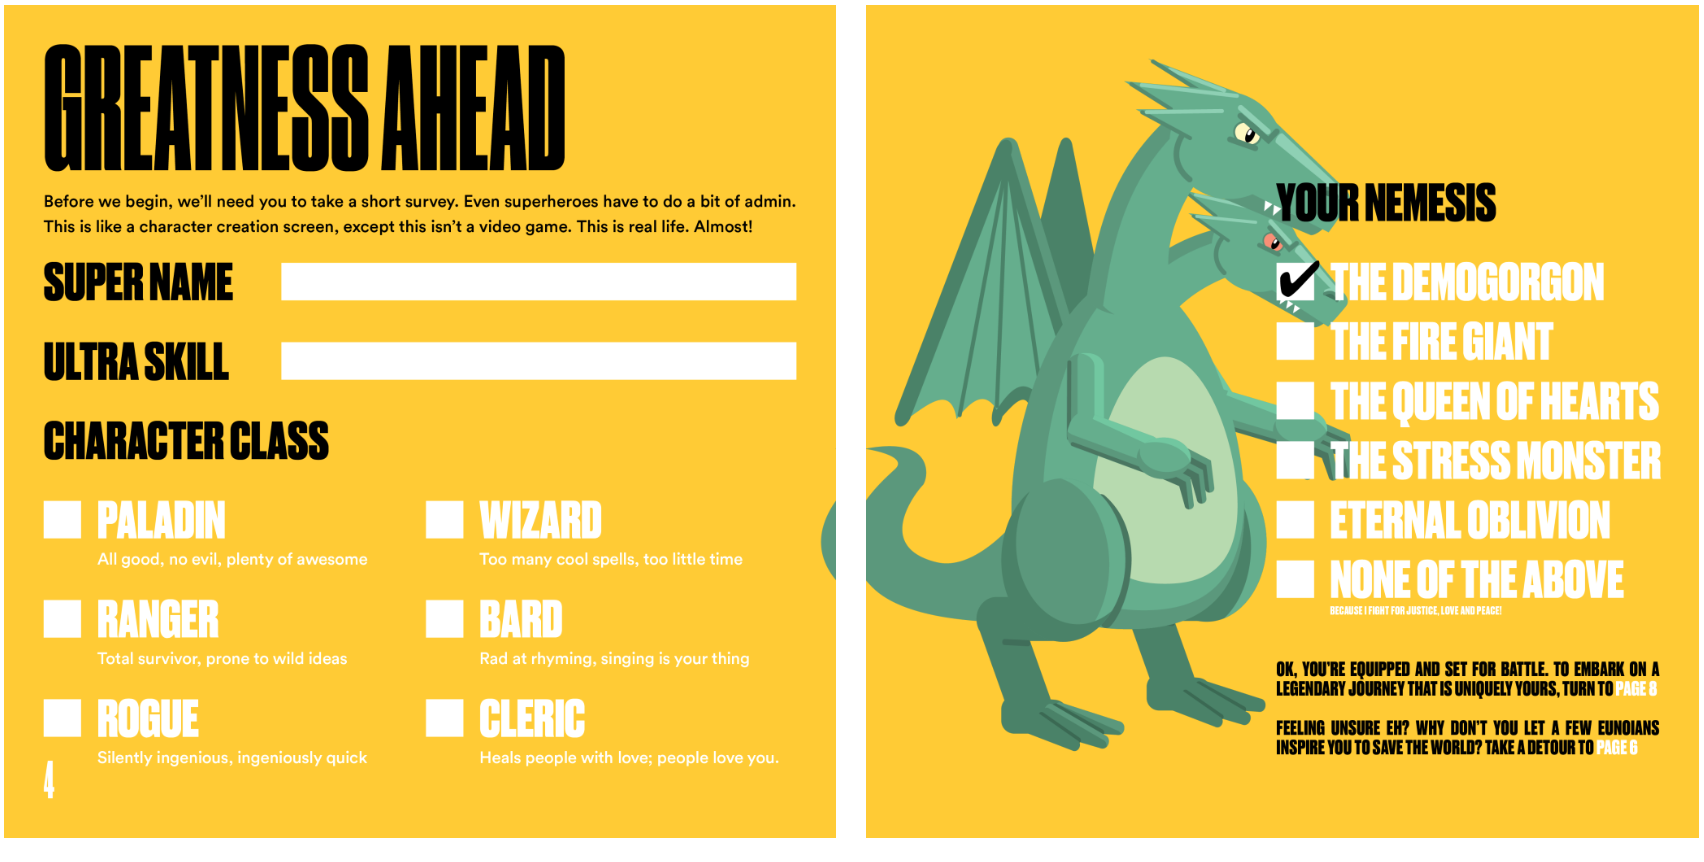 GREATNESS AHEAD
Before we begin, we'll need you to take a short survey. Even superheroes have to do a bit of admin.
This is like a character creation screen, except this isn't a video game. This is real life. Almost!
SUPER NAME
ULTRA SKILL
CHARACTER CLASS
PALADIN
All good, no evil, plenty of awesome
RANGER
Total survivor, prone to wild ideas
ROGUE
Silently ingenious, ingeniously quick
WIZARD
Too many cool spells, too little time
BARD
Rad at rhyming, singing is your thing
CLERIC
Heals people with love; people love you.
4
YOUR NEMESIS
THE DEMOGORGON
THE FIRE GIANT
THE QUEEN OF HEARTS
THE STRESS MONSTER
ETERNAL OBLIVION
NONE OF THE ABOVE
BECAUSE I FIGHT FOR JUSTICE, LOVE AND PEACE!
OK, YOU'RE EQUIPPED AND SET FOR BATTLE. TO EMBARK ON A
LEGENDARY JOURNEY THAT IS UNIQUELY YOURS, TURN TO PAGE 8
FEELING UNSURE EH? WHY DON'T YOU LET A FEW EUNOIANS
INSPIRE YOU TO SAVE THE WORLD? TAKE A DETOUR TO PAGE 6